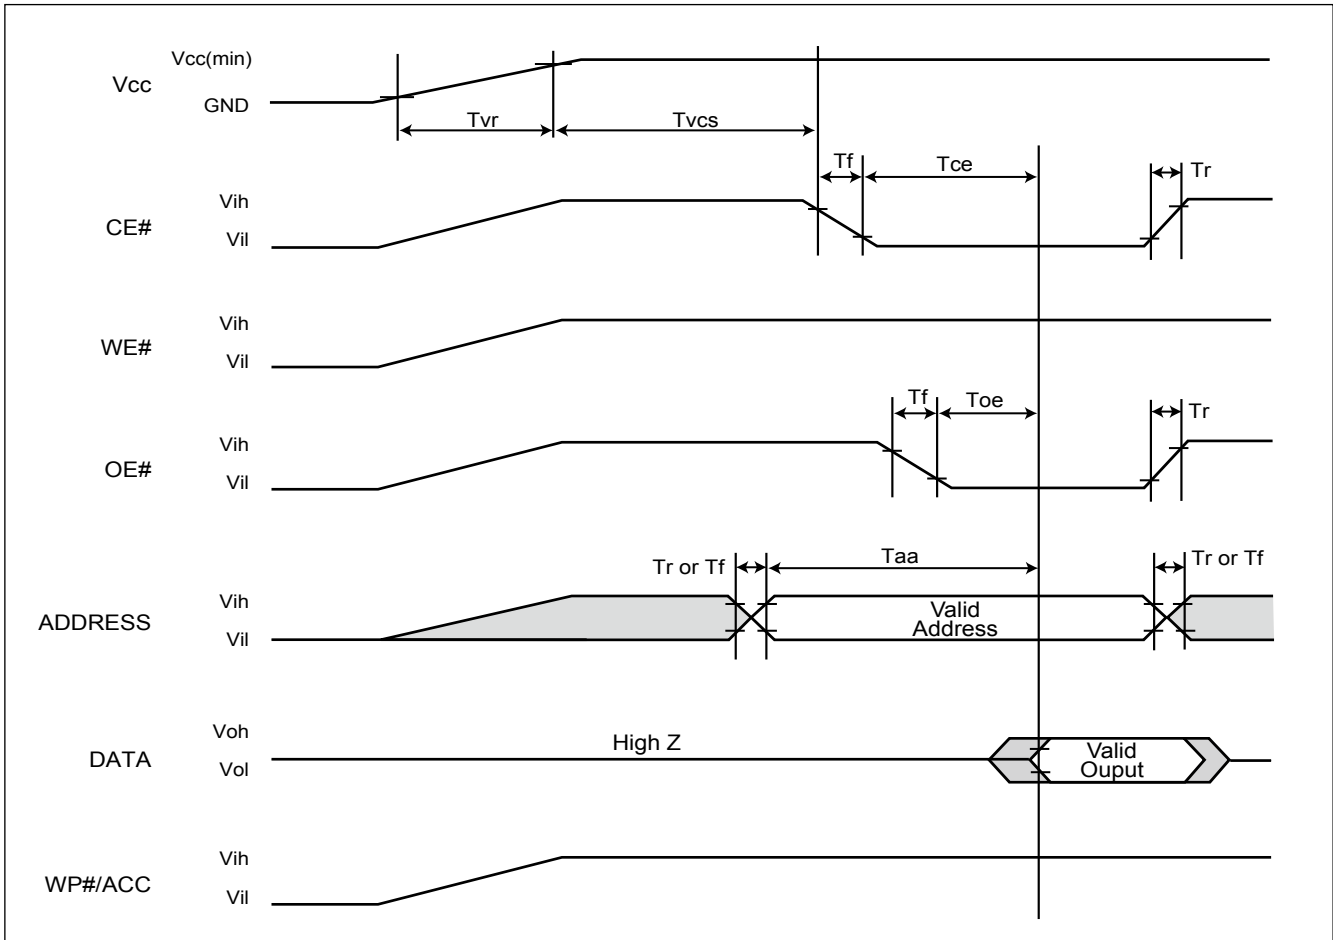 Vcc
Vcc(min)
GND
Tvr
Tvcs
Tf
Tce
Tr
CE#
Vih
Vil
WE#
Vih
Vil
Tf
Toe
Tr
OE#
Vih
Vil
Tr or Tf
Taa
Tr or Tf
ADDRESS
Vih
Vil
Valid
Address
DATA
Voh
Vol
High Z
Valid
Ouput
WP#/ACC
Vih
Vil